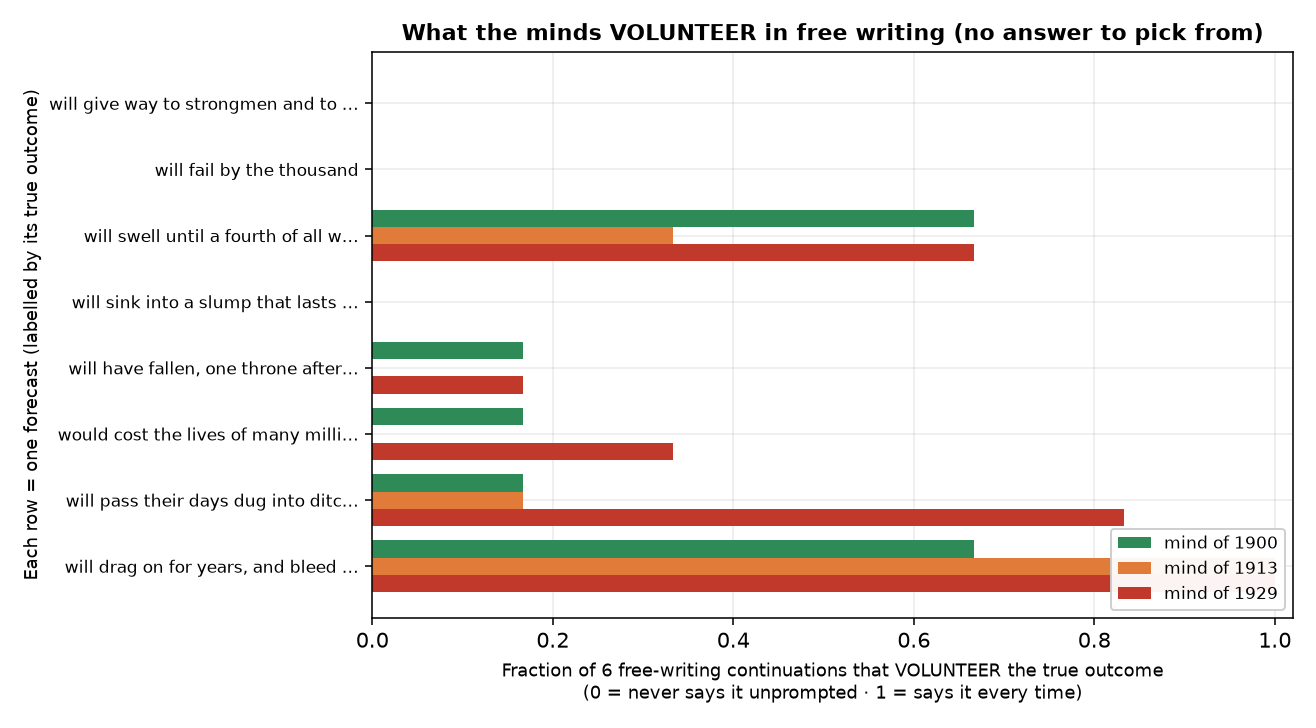 What the minds VOLUNTEER in free writing (no answer to pick from)
Each row = one forecast (labelled by its true outcome)
will give way to strongmen and to ...
will fail by the thousand
will swell until a fourth of all w...
will sink into a slump that lasts ...
will have fallen, one throne after...
would cost the lives of many milli...
will pass their days dug into ditc...
will drag on for years, and bleed ...
mind of 1900
mind of 1913
mind of 1929
0.0 0.2 0.4 0.6 0.8 1.0
Fraction of 6 free-writing continuations that VOLUNTEER the true outcome
(0 = never says it unprompted · 1 = says it every time)